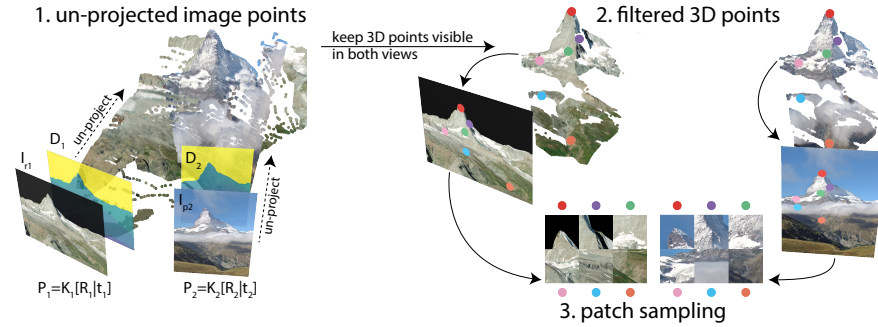 1. un-projected image points
keep 3D points visible
in both views
2. filtered 3D points
un-project
D1
Ir1
D2
Ip2
un-project
P1=K1[R1|t1]
P2=K2[R2|t2]
3. patch sampling